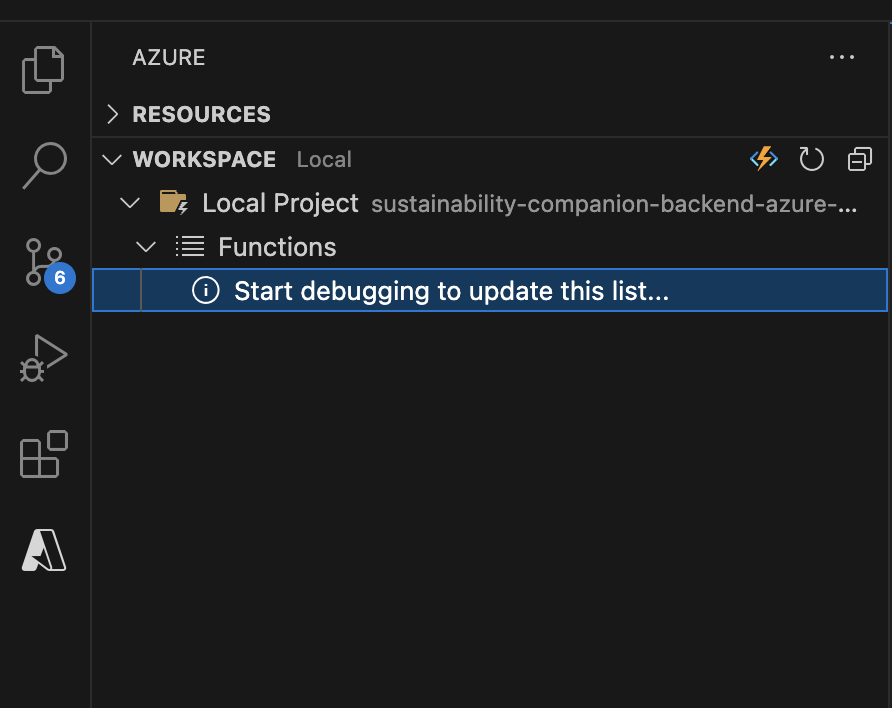 AZURE
RESOURCES
WORKSPACE Local
Local Project sustainability-companion-backend-azure-...
Functions
6
Start debugging to update this list...